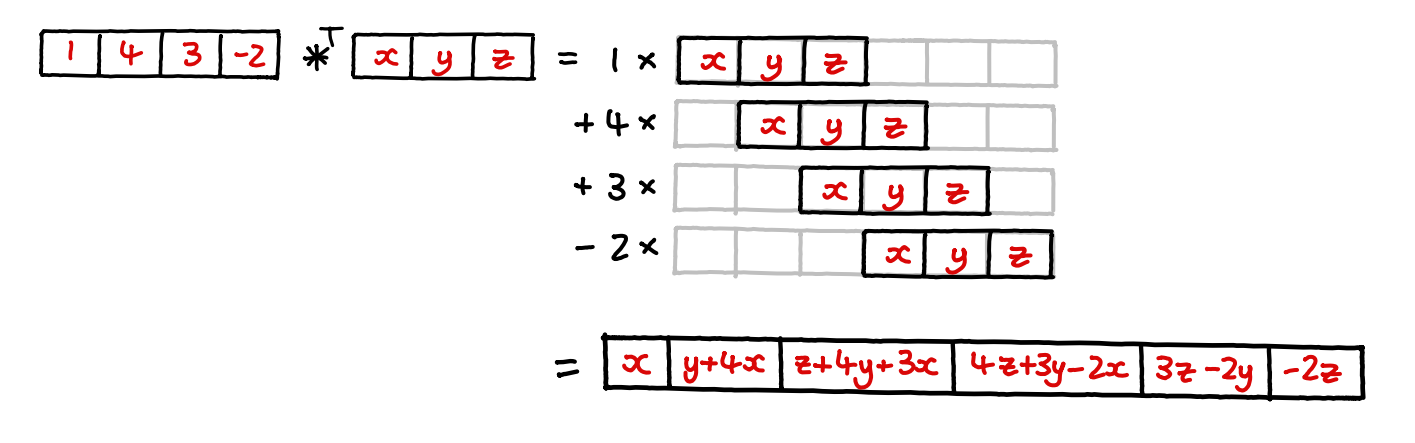 1 4 3 -2 *ᵀ x y z = 1 × x y z
+ 4 × x y z
+ 3 × x y z
- 2 × x y z
= x y+4x z+4y+3x 4z+3y-2x 3z-2y -2z